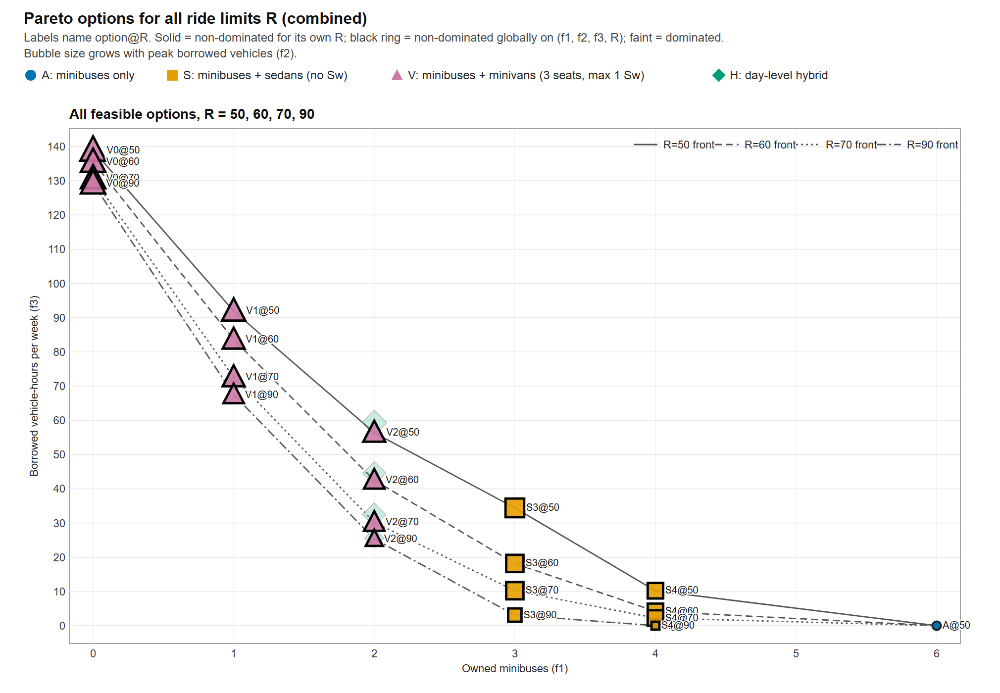 Pareto options for all ride limits R (combined)
Labels name option@R. Solid = non-dominated for its own R; black ring = non-dominated globally on (f1, f2, f3, R); faint = dominated.
Bubble size grows with peak borrowed vehicles (f2).
A: minibuses only
S: minibuses + sedans (no Sw)
V: minibuses + minivans (3 seats, max 1 Sw)
H: day-level hybrid
All feasible options, R = 50, 60, 70, 90
R=50 front
R=60 front
R=70 front
R=90 front
140
130
120
110
100
90
80
70
60
50
40
30
20
10
0
Borrowed vehicle-hours per week (f3)
V0@50
V0@60
V0@70
V0@90
V1@50
V1@60
V1@70
V1@90
V2@50
V2@60
V2@70
V2@90
S3@50
S3@60
S3@70
S3@90
S4@50
S4@60
S4@70
S4@90
A@50
0
1
2
3
4
5
6
Owned minibuses (f1)